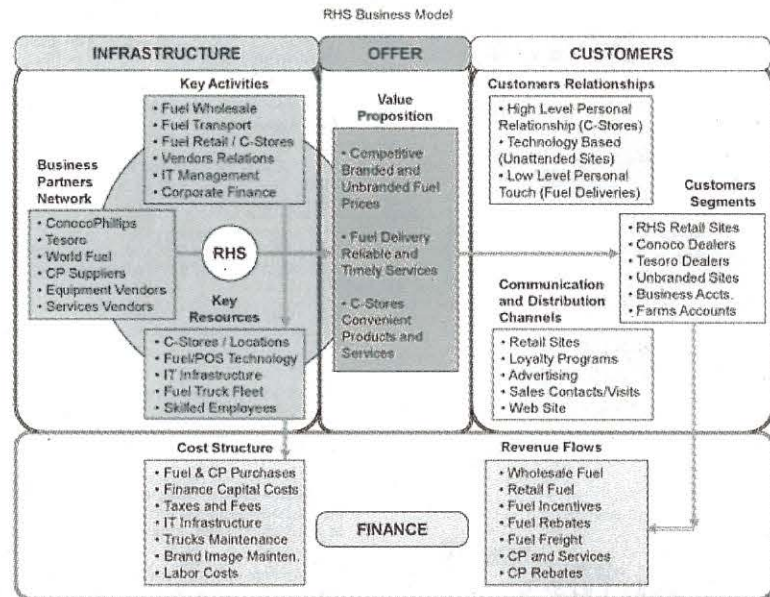 RHS Business Model
INFRASTRUCTURE
OFFER
CUSTOMERS
Key Activities
• Fuel Wholesale
• Fuel Transport
• Fuel Retail / C-Stores
• Vendors Relations
• IT Management
• Corporate Finance
Business
Partners
Network
• ConocoPhillips
• Tesoro
• World Fuel
• CP Suppliers
• Equipment Vendors
• Services Vendors
RHS
Key
Resources
• C-Stores / Locations
• Fuel/POS Technology
• IT Infrastructure
• Fuel Truck Fleet
• Skilled Employees
Value
Proposition
• Competitive
Branded and
Unbranded Fuel
Prices
• Fuel Delivery
Reliable and
Timely Services
• C-Stores
Convenient
Products and
Services
Customers Relationships
• High Level Personal
Relationship (C-Stores)
• Technology Based
(Unattended Sites)
• Low Level Personal
Touch (Fuel Deliveries)
Customers
Segments
• RHS Retail Sites
• Conoco Dealers
• Tesoro Dealers
• Unbranded Sites
• Business Accts.
• Farms Accounts
Communication
and Distribution
Channels
• Retail Sites
• Loyalty Programs
• Advertising
• Sales Contacts/Visits
• Web Site
Cost Structure
• Fuel & CP Purchases
• Finance Capital Costs
• Taxes and Fees
• IT Infrastructure
• Trucks Maintenance
• Brand Image Mainten.
• Labor Costs
FINANCE
Revenue Flows
• Wholesale Fuel
• Retail Fuel
• Fuel Incentives
• Fuel Rebates
• Fuel Freight
• CP and Services
• CP Rebates